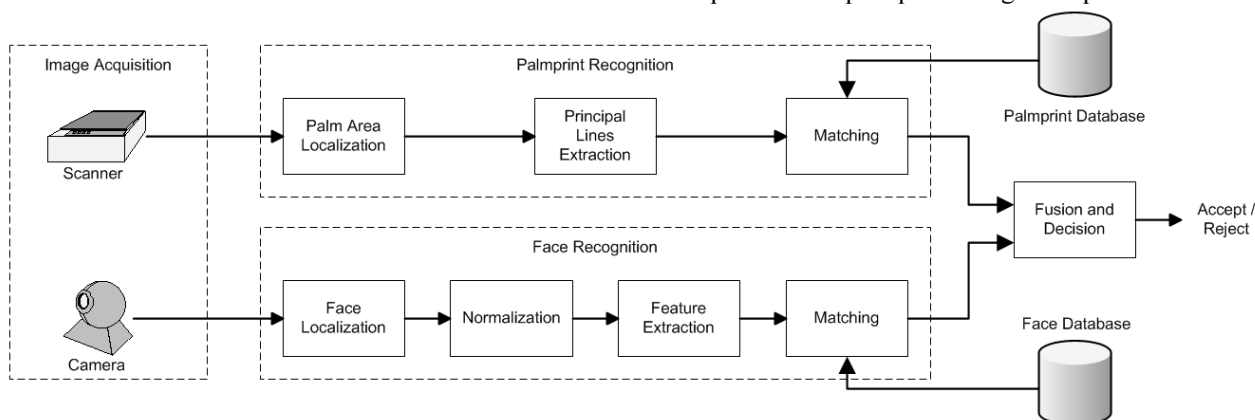 Image Acquisition
Scanner
Camera
Palmprint Recognition
Palm Area
Localization
Principal
Lines
Extraction
Matching
Palmprint Database
Face Recognition
Face
Localization
Normalization
Feature
Extraction
Matching
Face Database
Fusion and
Decision
Accept /
Reject